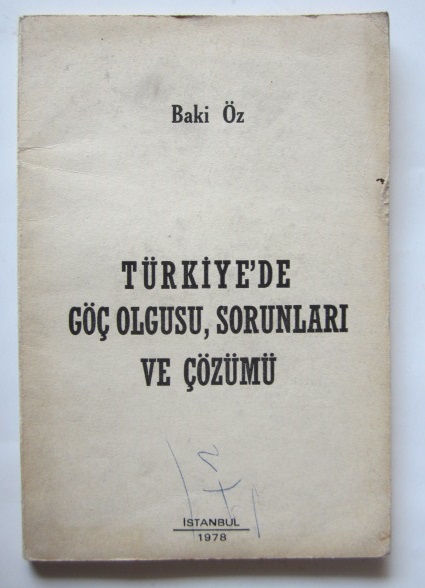 Baki Öz
TÜRKİYE'DE
GÖÇ OLGUSU, SORUNLARI
VE ÇÖZÜMÜ
İSTANBUL
1978